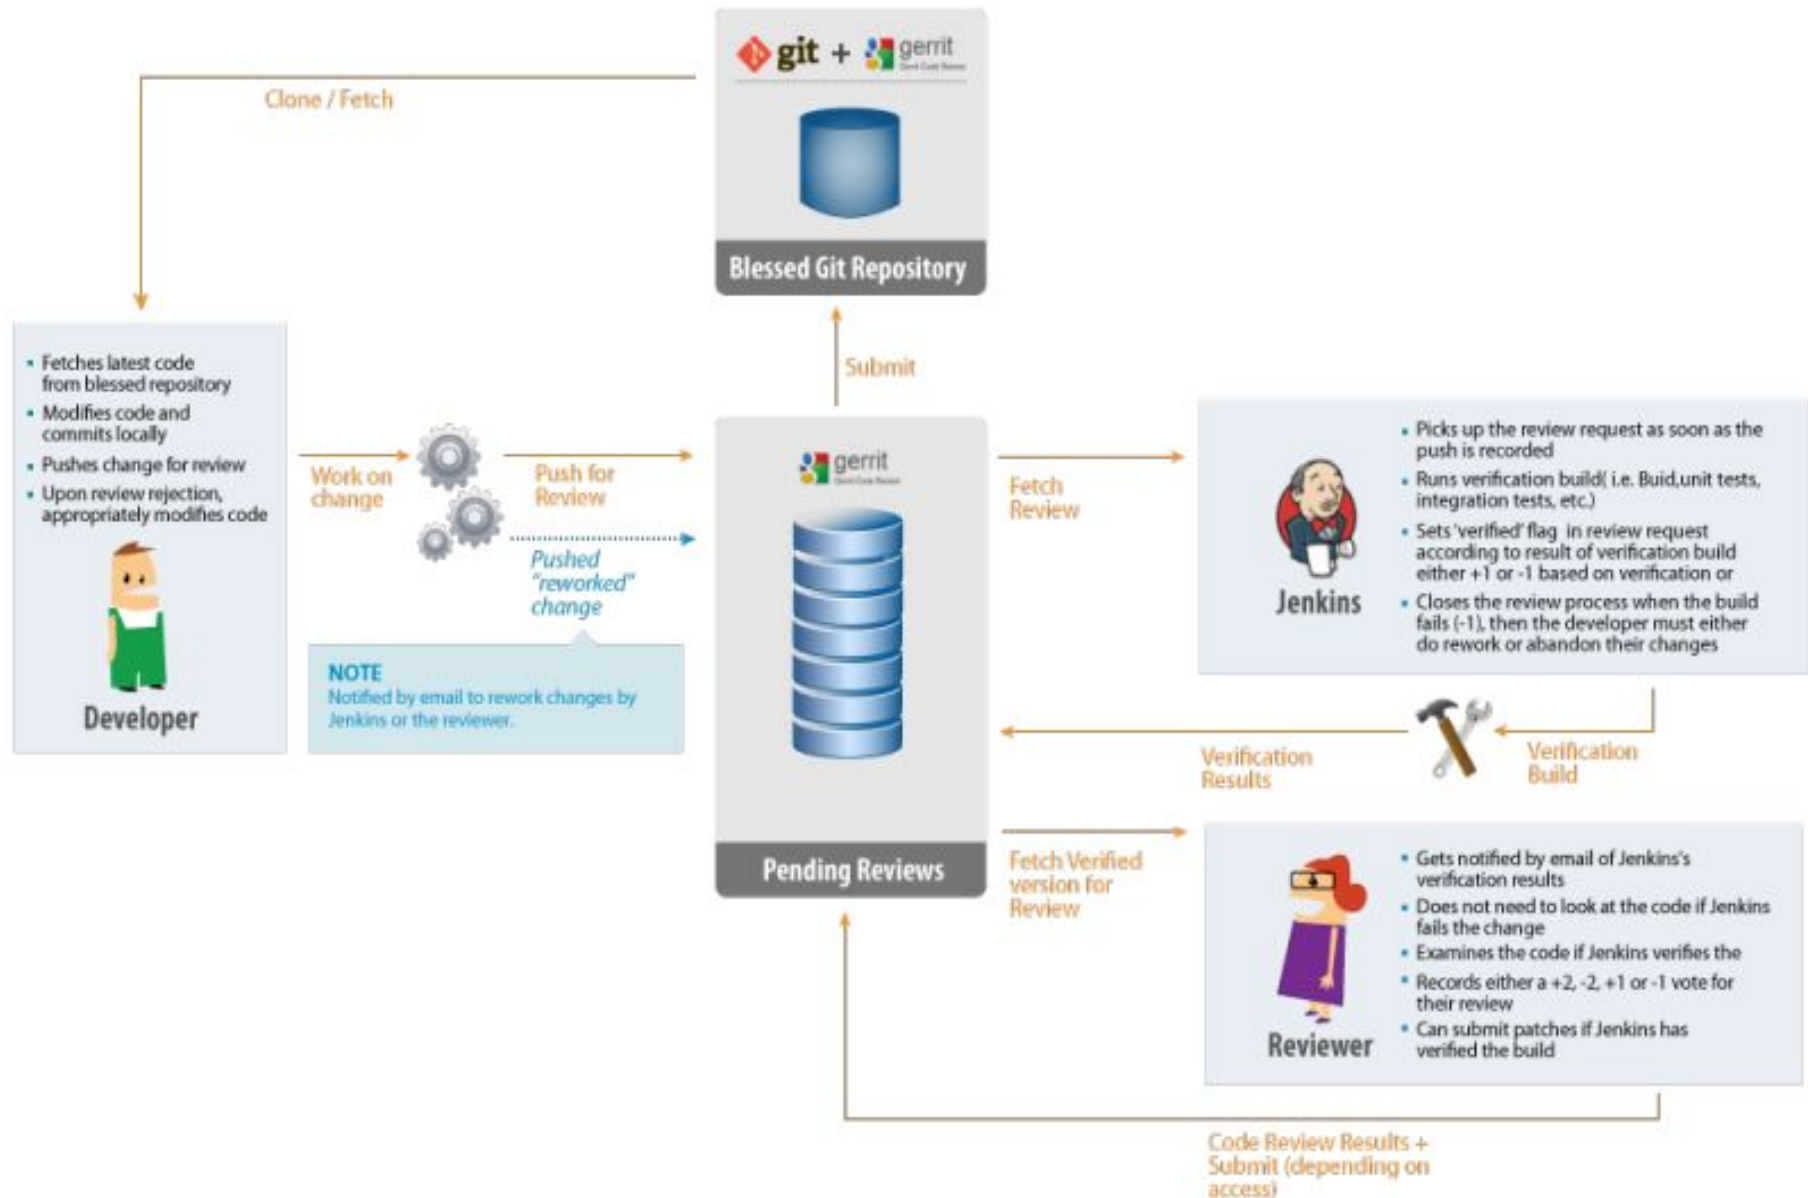 git + gerrit
Gerrit Code Review
Clone / Fetch
Blessed Git Repository
Submit
Fetches latest code
from blessed repository
Modifies code and
commits locally
Pushes change for review
Upon review rejection,
appropriately modifies code
Developer
Work on
change
Push for
Review
Pushed
"reworked"
change
NOTE
Notified by email to rework changes by
Jenkins or the reviewer.
gerrit
Gerrit Code Review
Pending Reviews
Fetch
Review
Jenkins
Picks up the review request as soon as the
push is recorded
Runs verification build( i.e. Buid,unit tests,
integration tests, etc.)
Sets 'verified' flag in review request
according to result of verification build
either +1 or -1 based on verification or
Closes the review process when the build
fails (-1), then the developer must either
do rework or abandon their changes
Verification
Results
Verification
Build
Fetch Verified
version for
Review
Reviewer
Gets notified by email of Jenkins's
verification results
Does not need to look at the code if Jenkins
fails the change
Examines the code if Jenkins verifies the
Records either a +2, -2, +1 or -1 vote for
their review
Can submit patches if Jenkins has
verified the build
Code Review Results +
Submit (depending on
access)